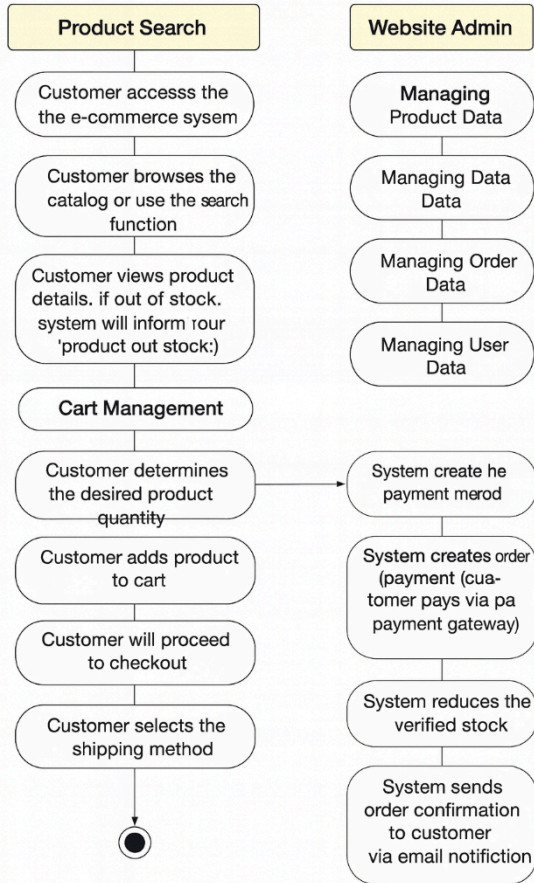 Product Search
Customer accesss the
the e-commerce sysem
Customer browses the
catalog or use the search
function
Customer views product
details. if out of stock.
system will inform rour
'product out stock:)
Cart Management
Customer determines
the desired product
quantity
Customer adds product
to cart
Customer will proceed
to checkout
Customer selects the
shipping method
Website Admin
Managing
Product Data
Managing Data
Data
Managing Order
Data
Managing User
Data
System create he
payment merod
System creates order
(payment (cua-
tomer pays via pa
payment gateway)
System reduces the
verified stock
System sends
order confirmation
to customer
via email notifiction